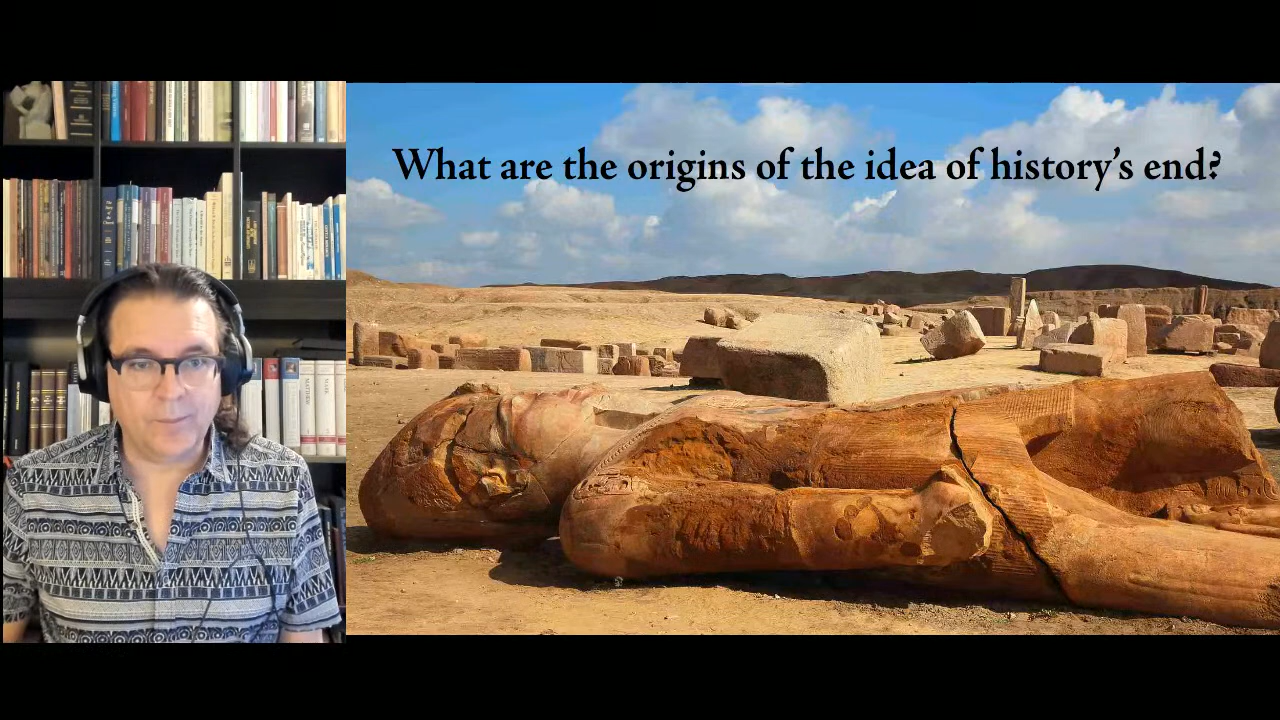 What are the origins of the idea of history’s end?